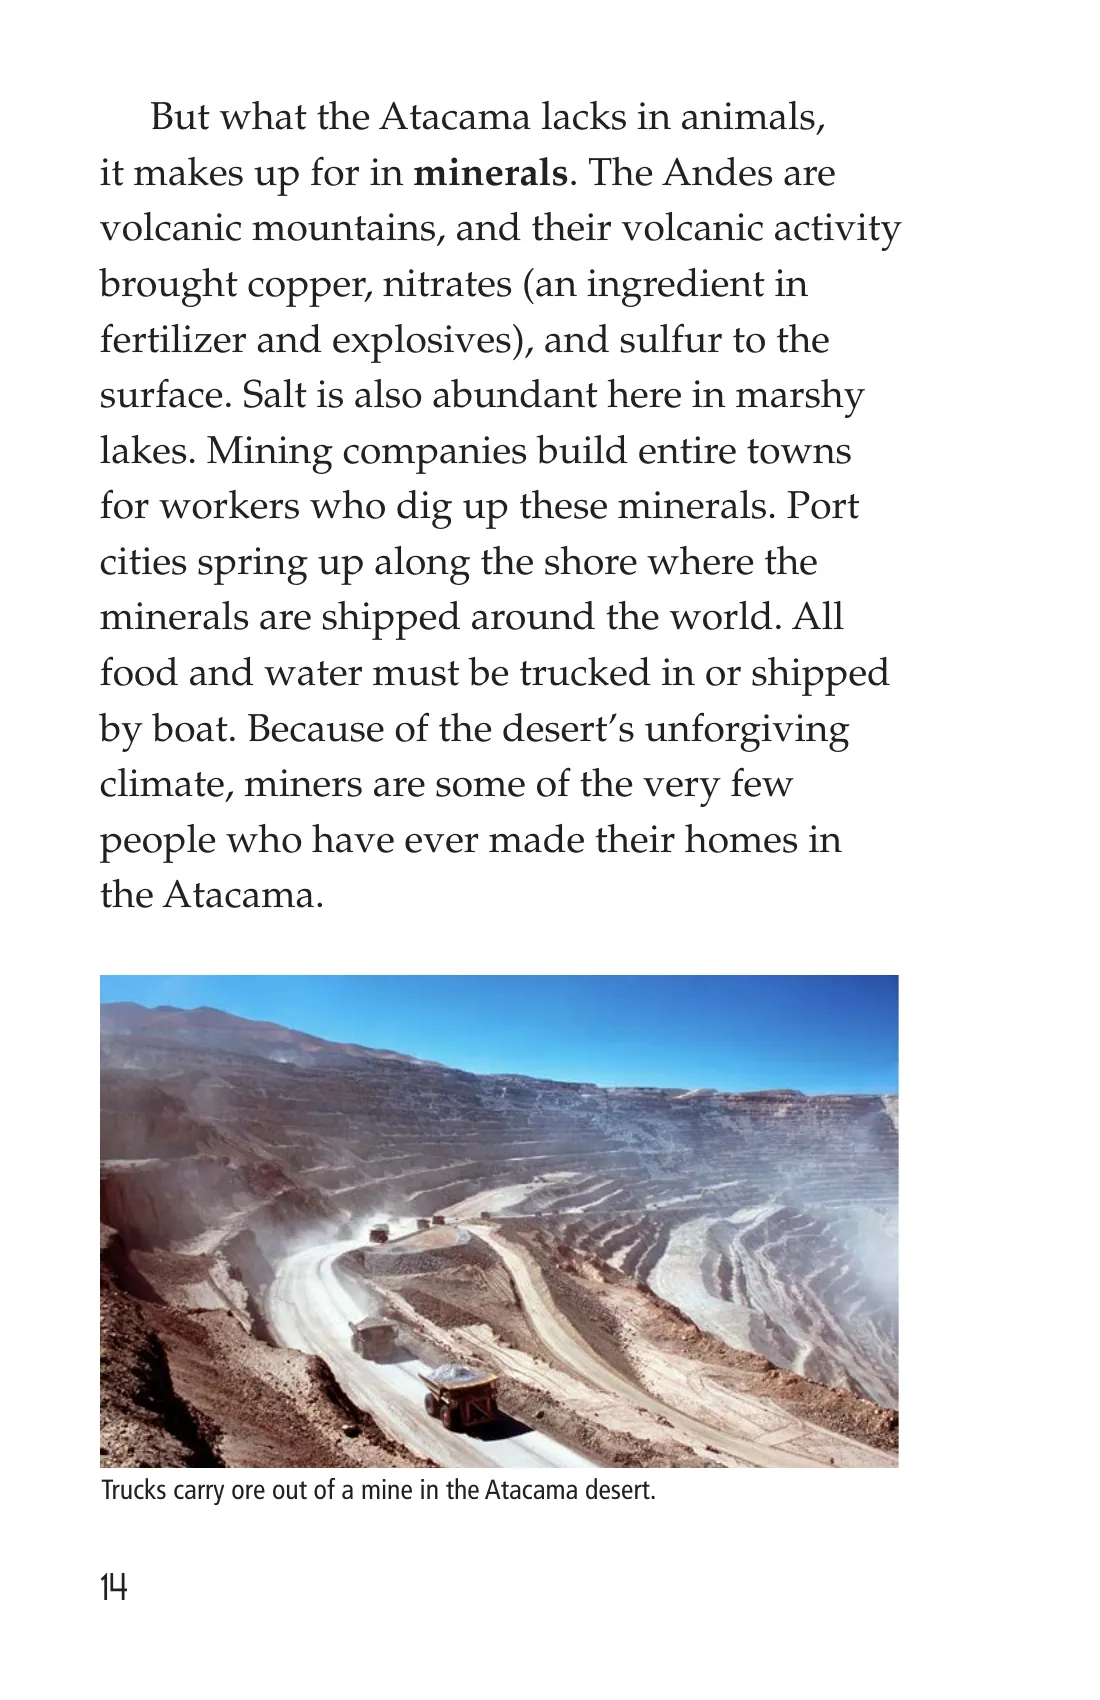 But what the Atacama lacks in animals,
it makes up for in minerals. The Andes are
volcanic mountains, and their volcanic activity
brought copper, nitrates (an ingredient in
fertilizer and explosives), and sulfur to the
surface. Salt is also abundant here in marshy
lakes. Mining companies build entire towns
for workers who dig up these minerals. Port
cities spring up along the shore where the
minerals are shipped around the world. All
food and water must be trucked in or shipped
by boat. Because of the desert’s unforgiving
climate, miners are some of the very few
people who have ever made their homes in
the Atacama.
Trucks carry ore out of a mine in the Atacama desert.
14